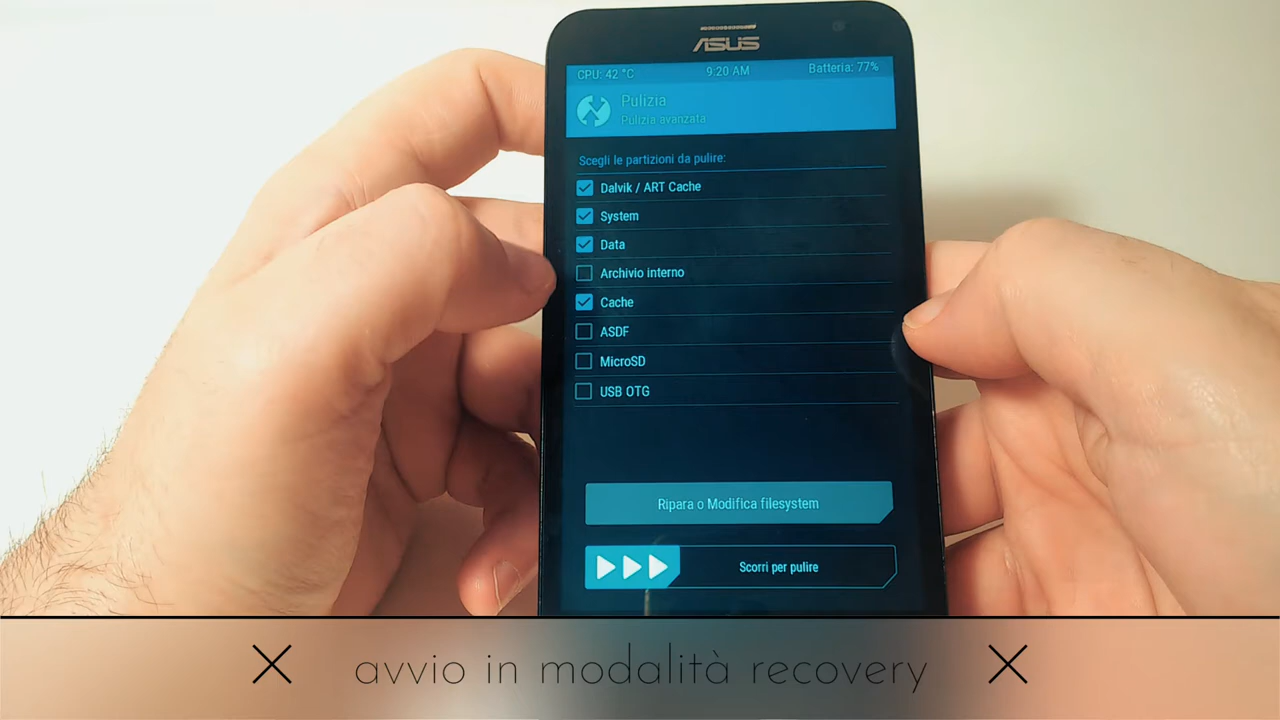 ASUS
CPU: 42 °C 9:20 AM Batteria: 77%
Pulizia
Pulizia avanzata
Scegli le partizioni da pulire:
Dalvik / ART Cache
System
Data
Archivio interno
Cache
ASDF
MicroSD
USB OTG
Ripara o Modifica filesystem
Scorri per pulire
avvio in modalità recovery